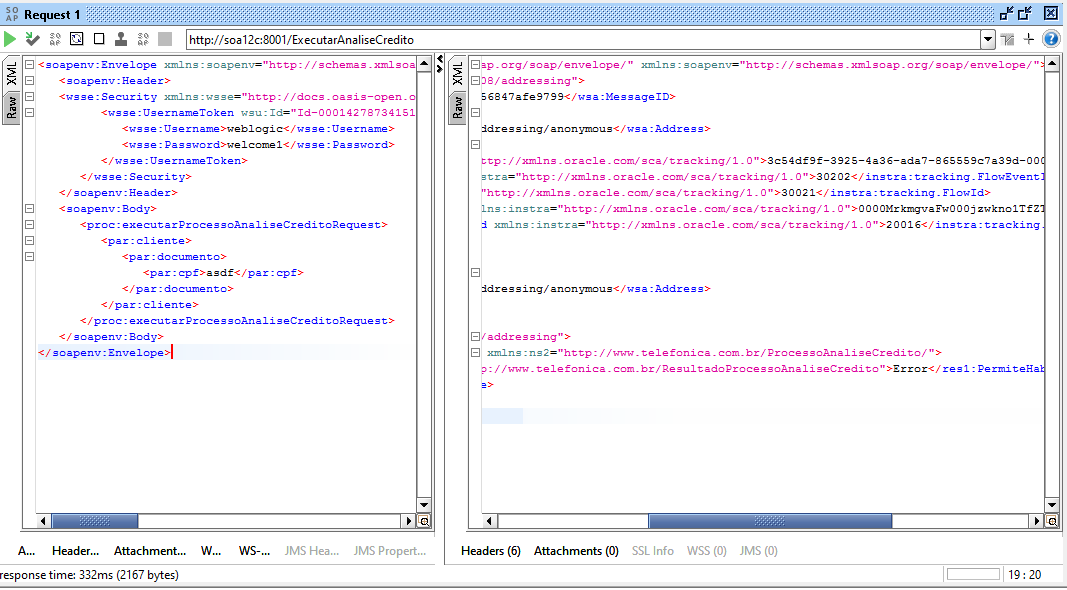 SO AP Request 1
http://soa12c:8001/ExecutarAnaliseCredito
XML
Raw
<soapenv:Envelope xmlns:soapenv="http://schemas.xmlsoa
<soapenv:Header>
<wsse:Security xmlns:wsse="http://docs.oasis-open.o
<wsse:UsernameToken wsu:Id="Id-00014278734151
<wsse:Username>weblogic</wsse:Username>
<wsse:Password>welcome1</wsse:Password>
</wsse:UsernameToken>
</wsse:Security>
</soapenv:Header>
<soapenv:Body>
<proc:executarProcessoAnaliseCreditoRequest>
<par:cliente>
<par:documento>
<par:cpf>asdf</par:cpf>
</par:documento>
</par:cliente>
</proc:executarProcessoAnaliseCreditoRequest>
</soapenv:Body>
</soapenv:Envelope>
XML
Raw
ap.org/soap/envelope/" xmlns:soapenv="http://schemas.xmlsoap.org/soap/envelope/">
08/addressing">
56847afe9799</wsa:MessageID>
ddressing/anonymous</wsa:Address>
ttp://xmlns.oracle.com/sca/tracking/1.0">3c54df9f-3925-4a36-ada7-865559c7a39d-000
stra="http://xmlns.oracle.com/sca/tracking/1.0">30202</instra:tracking.FlowEventI
"http://xmlns.oracle.com/sca/tracking/1.0">30021</instra:tracking.FlowId>
lns:instra="http://xmlns.oracle.com/sca/tracking/1.0">0000MrkmgvaFw000jzwkno1TfZT
d xmlns:instra="http://xmlns.oracle.com/sca/tracking/1.0">20016</instra:tracking.
ddressing/anonymous</wsa:Address>
/addressing">
xmlns:ns2="http://www.telefonica.com.br/ProcessoAnaliseCredito/">
p://www.telefonica.com.br/ResultadoProcessoAnaliseCredito">Error</res1:PermiteHab
e>
A... Header... Attachment... W... WS-... JMS Hea... JMS Propert...
Headers (6) Attachments (0) SSL Info WSS (0) JMS (0)
response time: 332ms (2167 bytes)
19 : 20